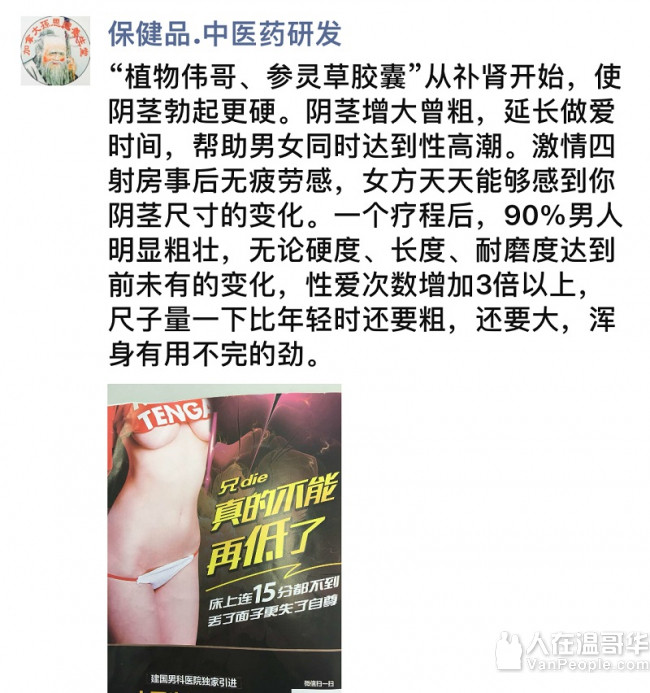 保健品.中医药研发
“植物伟哥、参灵草胶囊”从补肾开始，使
阴茎勃起更硬。阴茎增大曾粗，延长做爱
时间，帮助男女同时达到性高潮。激情四
射房事后无疲劳感，女方天天能够感到你
阴茎尺寸的变化。一个疗程后，90%男人
明显粗壮，无论硬度、长度、耐磨度达到
前未有的变化，性爱次数增加3倍以上，
尺子量一下比年轻时还要粗，还要大，浑
身有用不完的劲。
TENGA
兄die
真的不能
再低了
床上连15分都不到
丢了面子更失了自尊
建国男科医院独家引进
微信扫一扫
人在温哥华
VanPeople.com